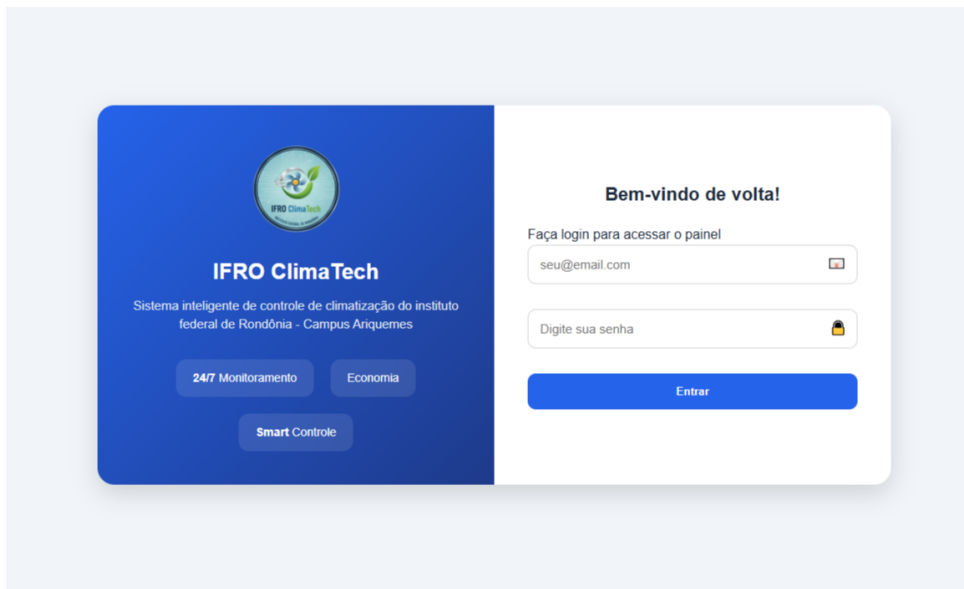 IFRO ClimaTech
IFRO ClimaTech
Sistema inteligente de controle de climatização do instituto
federal de Rondônia - Campus Ariquemes
24/7 Monitoramento
Economia
Smart Controle
Bem-vindo de volta!
Faça login para acessar o painel
seu@email.com
Digite sua senha
Entrar